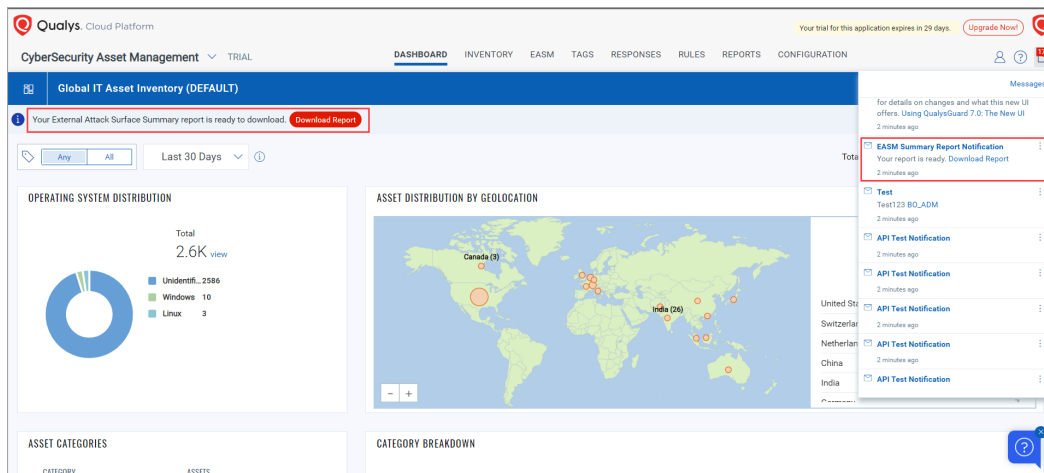 Qualys. Cloud Platform
Your trial for this application expires in 29 days. Upgrade Now!
CyberSecurity Asset Management TRIAL
DASHBOARD INVENTORY EASM TAGS RESPONSES RULES REPORTS CONFIGURATION
17
Global IT Asset Inventory (DEFAULT)
Messages
Your External Attack Surface Summary report is ready to download. Download Report
for details on changes and what this new UI
offers. Using QualysGuard 7.0: The New UI
2 minutes ago
EASM Summary Report Notification
Your report is ready. Download Report
2 minutes ago
Test
Test123 BO_ADM
2 minutes ago
API Test Notification
2 minutes ago
API Test Notification
2 minutes ago
API Test Notification
2 minutes ago
API Test Notification
2 minutes ago
API Test Notification
Any All Last 30 Days
Tota
OPERATING SYSTEM DISTRIBUTION
Total
2.6K view
Unidentifi... 2586
Windows 10
Linux 3
ASSET DISTRIBUTION BY GEOLOCATION
Canada (3)
India (26)
− +
United Sta
Switzerlan
Netherlan
China
India
Germany
ASSET CATEGORIES
CATEGORY ASSETS
CATEGORY BREAKDOWN